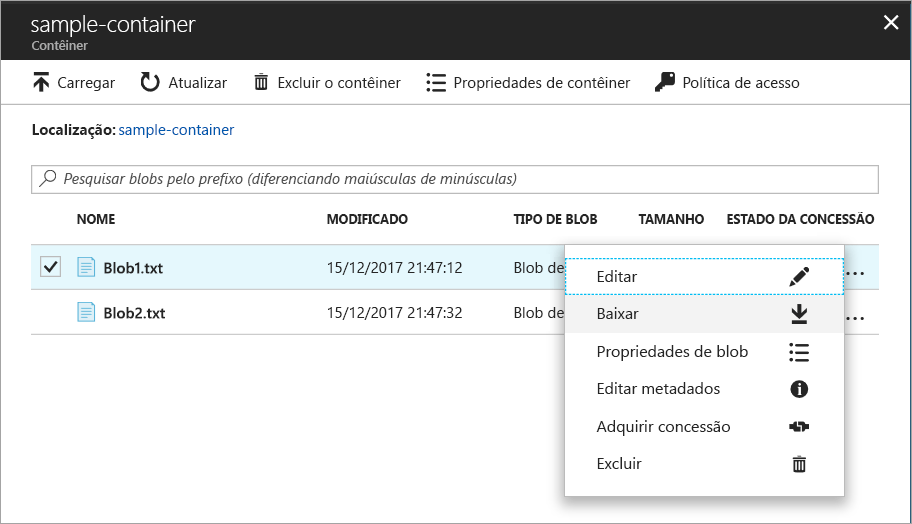 sample-container
Contêiner
Carregar Atualizar Excluir o contêiner Propriedades de contêiner Política de acesso
Localização: sample-container
Pesquisar blobs pelo prefixo (diferenciando maiúsculas de minúsculas)
NOME MODIFICADO TIPO DE BLOB TAMANHO ESTADO DA CONCESSÃO
Blob1.txt 15/12/2017 21:47:12 Blob de ...
Blob2.txt 15/12/2017 21:47:32 Blob de ...
Editar
Baixar
Propriedades de blob
Editar metadados
Adquirir concessão
Excluir